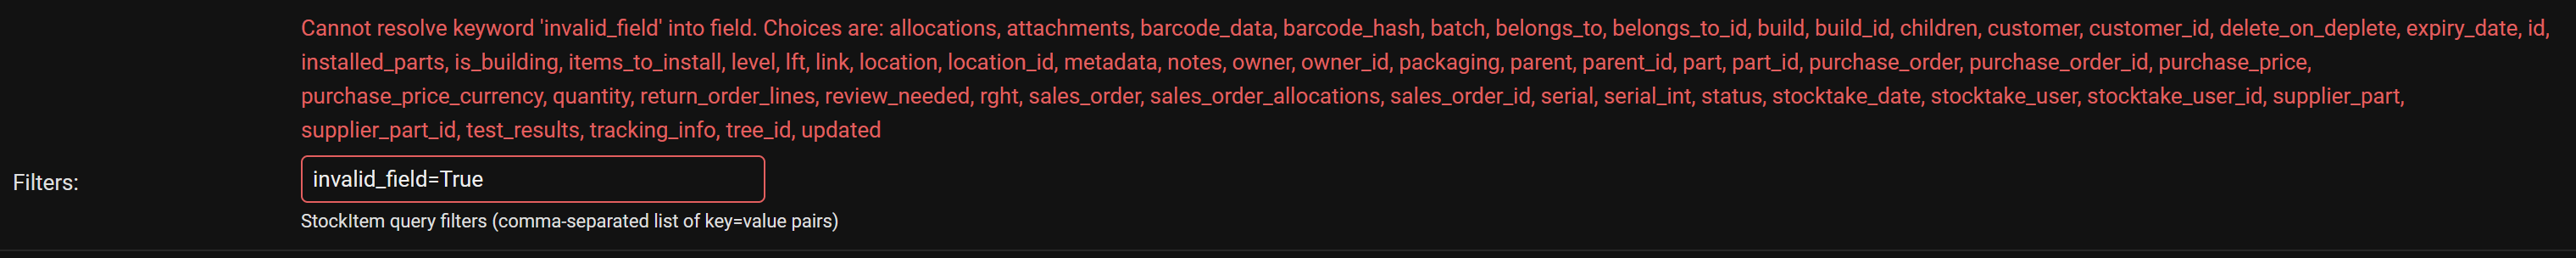 Cannot resolve keyword 'invalid_field' into field. Choices are: allocations, attachments, barcode_data, barcode_hash, batch, belongs_to, belongs_to_id, build, build_id, children, customer, customer_id, delete_on_deplete, expiry_date, id,
installed_parts, is_building, items_to_install, level, lft, link, location, location_id, metadata, notes, owner, owner_id, packaging, parent, parent_id, part, part_id, purchase_order, purchase_order_id, purchase_price,
purchase_price_currency, quantity, return_order_lines, review_needed, rght, sales_order, sales_order_allocations, sales_order_id, serial, serial_int, status, stocktake_date, stocktake_user, stocktake_user_id, supplier_part,
supplier_part_id, test_results, tracking_info, tree_id, updated
Filters:
invalid_field=True
StockItem query filters (comma-separated list of key=value pairs)